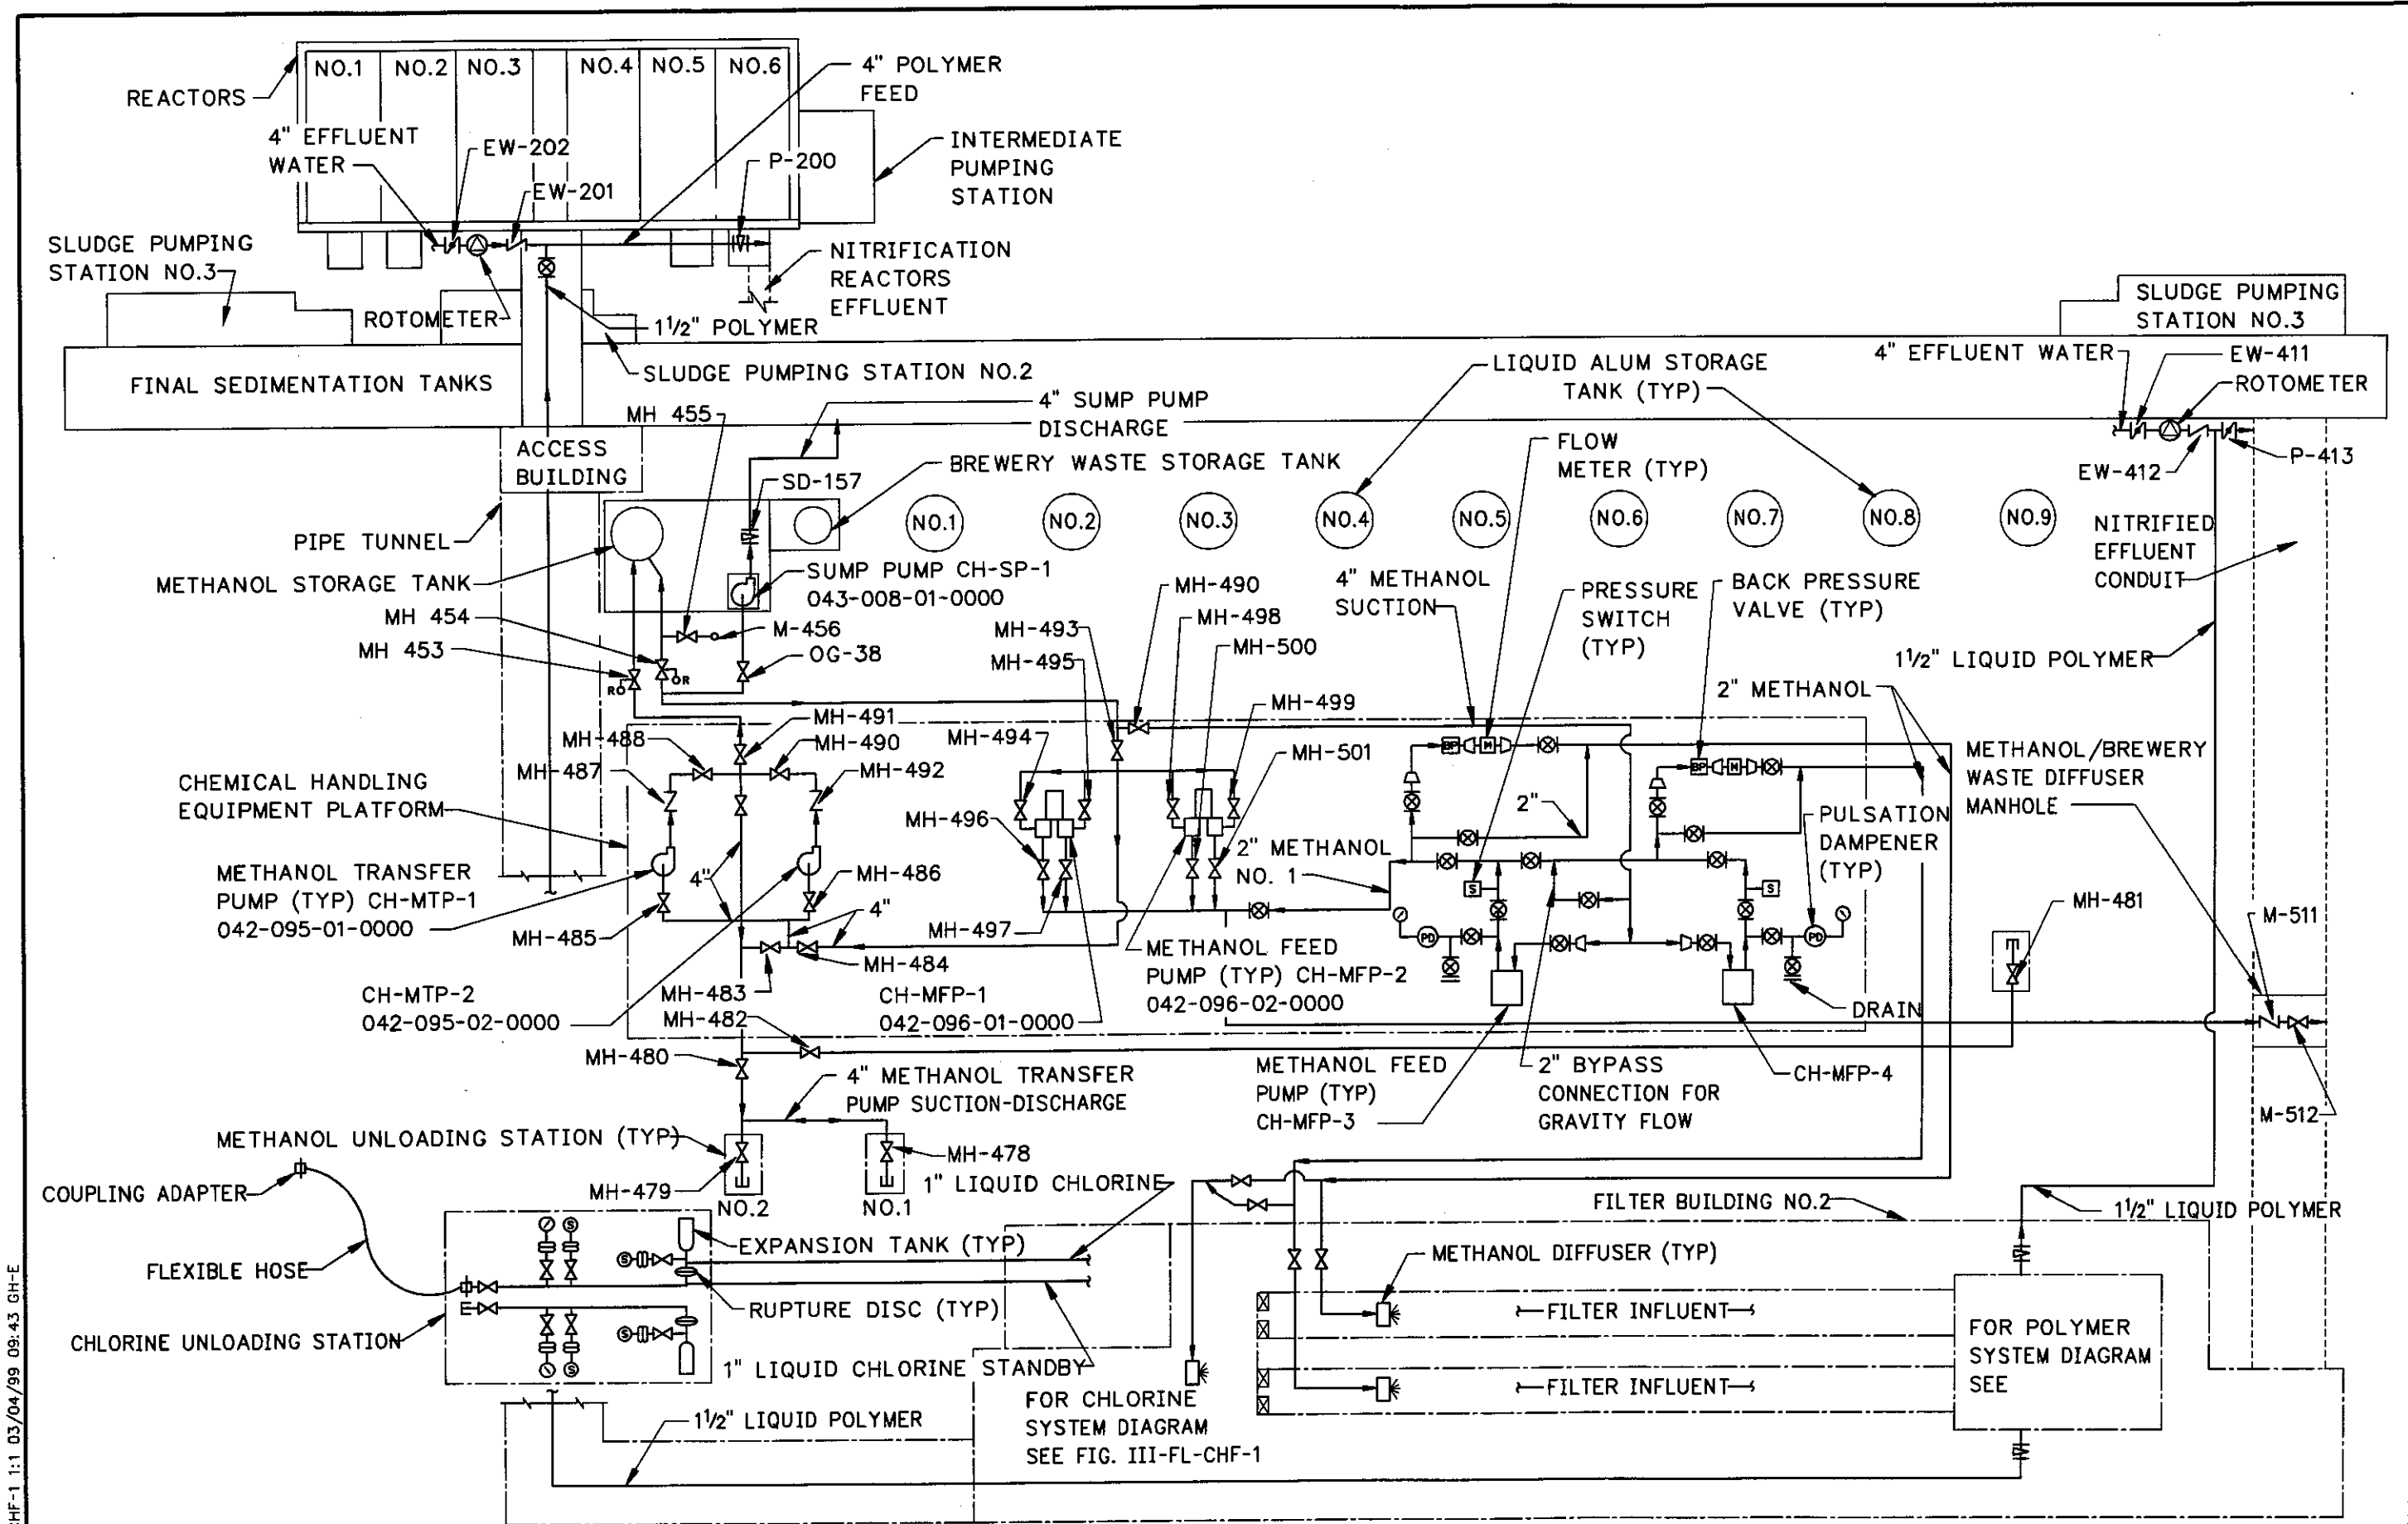 NO.1
NO.2
NO.3
NO.4
NO.5
NO.6
4" POLYMER
FEED
REACTORS
4" EFFLUENT
WATER
EW-202
EW-201
P-200
INTERMEDIATE
PUMPING
STATION
SLUDGE PUMPING
STATION NO.3
NITRIFICATION
REACTORS
EFFLUENT
ROTOMETER
1½" POLYMER
SLUDGE PUMPING
STATION NO.3
FINAL SEDIMENTATION TANKS
SLUDGE PUMPING STATION NO.2
LIQUID ALUM STORAGE
TANK (TYP)
4" EFFLUENT WATER
EW-411
ROTOMETER
MH 455
4" SUMP PUMP
DISCHARGE
FLOW
METER (TYP)
ACCESS
BUILDING
BREWERY WASTE STORAGE TANK
SD-157
EW-412
P-413
NO.1
NO.2
NO.3
NO.4
NO.5
NO.6
NO.7
NO.8
NO.9
PIPE TUNNEL
METHANOL STORAGE TANK
NITRIFIED
EFFLUENT
CONDUIT
SUMP PUMP CH-SP-1
043-008-01-0000
MH-490
4" METHANOL
SUCTION
PRESSURE
SWITCH
(TYP)
BACK PRESSURE
VALVE (TYP)
MH 454
MH 453
M-456
OG-38
MH-493
MH-495
MH-498
MH-500
1½" LIQUID POLYMER
RO
OR
2" METHANOL
MH-491
MH-499
MH-488
MH-490
MH-494
MH-501
BP
M
BP
M
METHANOL/BREWERY
WASTE DIFFUSER
MANHOLE
MH-487
MH-492
CHEMICAL HANDLING
EQUIPMENT PLATFORM
MH-496
2"
PULSATION
DAMPENER
(TYP)
METHANOL TRANSFER
PUMP (TYP) CH-MTP-1
042-095-01-0000
4"
MH-486
4"
2" METHANOL
NO. 1
S
S
MH-481
MH-485
MH-497
PD
PD
M-511
MH-484
METHANOL FEED
PUMP (TYP) CH-MFP-2
042-096-02-0000
MH-483
CH-MTP-2
042-095-02-0000
CH-MFP-1
042-096-01-0000
DRAIN
MH-482
MH-480
METHANOL FEED
PUMP (TYP)
CH-MFP-3
2" BYPASS
CONNECTION FOR
GRAVITY FLOW
CH-MFP-4
4" METHANOL TRANSFER
PUMP SUCTION-DISCHARGE
M-512
METHANOL UNLOADING STATION (TYP)
MH-478
COUPLING ADAPTER
MH-479
NO.2
NO.1
1" LIQUID CHLORINE
FILTER BUILDING NO.2
1½" LIQUID POLYMER
S
S
EXPANSION TANK (TYP)
METHANOL DIFFUSER (TYP)
FLEXIBLE HOSE
RUPTURE DISC (TYP)
FILTER INFLUENT
CHLORINE UNLOADING STATION
S
S
1" LIQUID CHLORINE STANDBY
FOR POLYMER
SYSTEM DIAGRAM
SEE
FILTER INFLUENT
FOR CHLORINE
SYSTEM DIAGRAM
SEE FIG. III-FL-CHF-1
1½" LIQUID POLYMER
CHF-1 1:1 03/04/99 09:43 GH-E